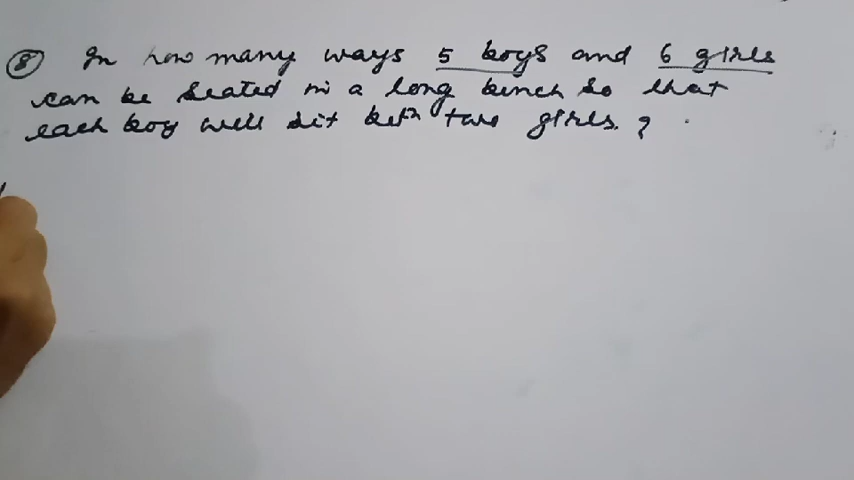 ⑧ In how many ways 5 boys and 6 girls
can be seated in a long bench so that
each boy will sit betn two girls. ?